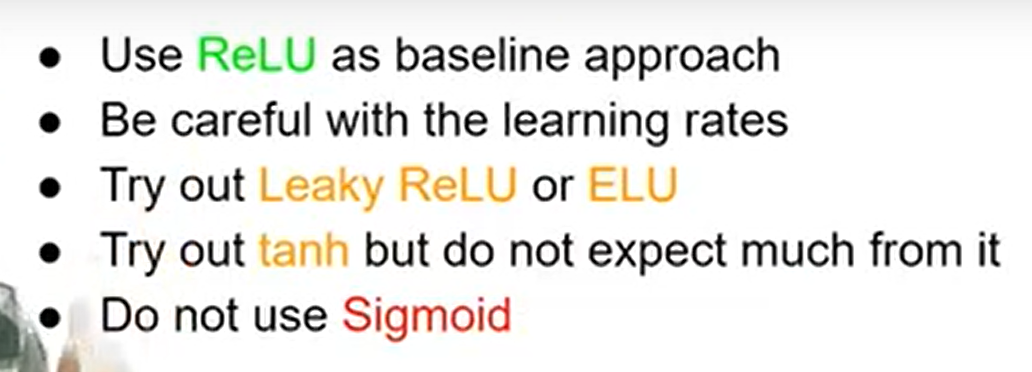 ● Use ReLU as baseline approach
● Be careful with the learning rates
● Try out Leaky ReLU or ELU
● Try out tanh but do not expect much from it
● Do not use Sigmoid